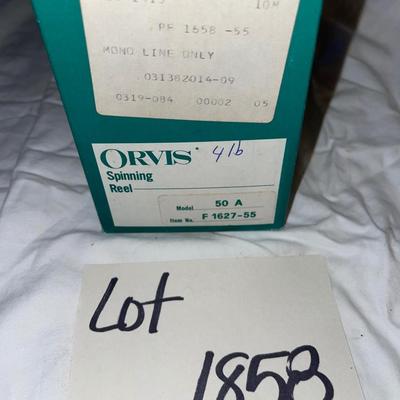 10M
PF 1658 -55
MONO LINE ONLY
031382014-09
0319-084 00002 05
ORVIS 4lb
Spinning
Reel
Model 50 A
Item No. F 1627-55
Lot
1858